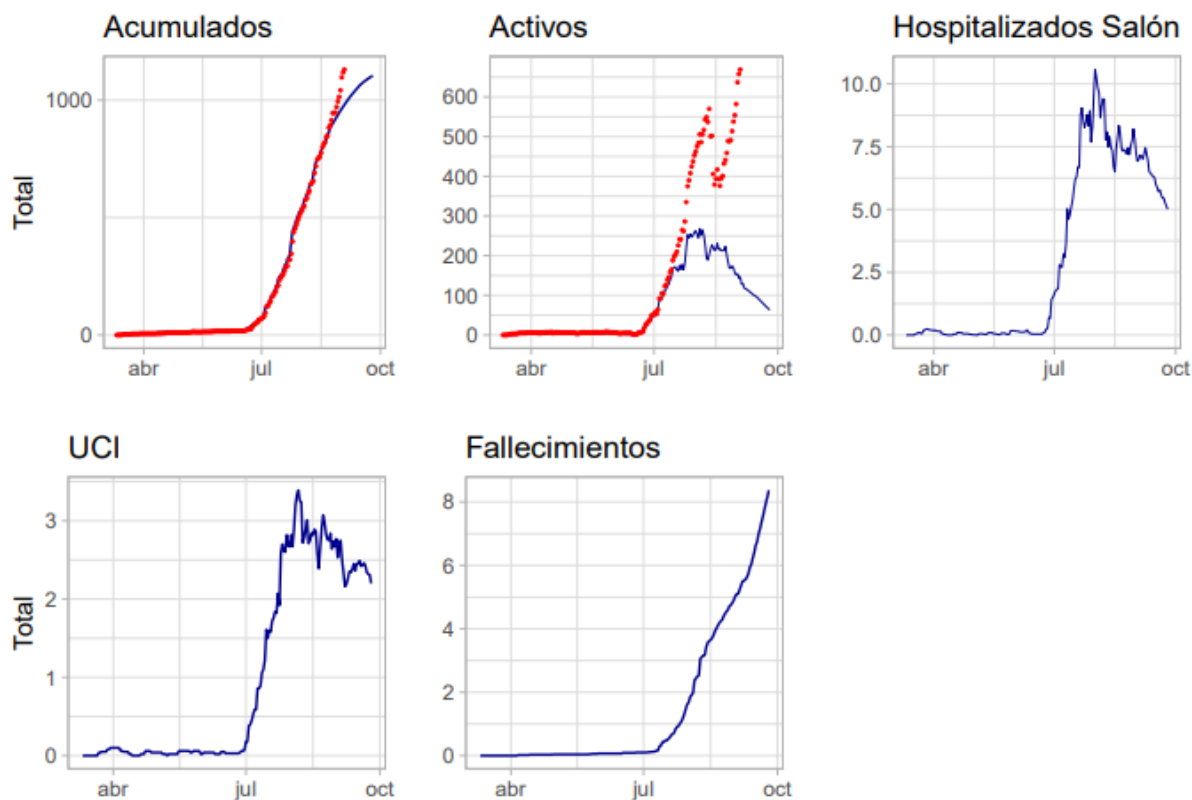 Acumulados
Total
1000
0
abr jul oct
Activos
600
500
400
300
200
100
0
abr jul oct
Hospitalizados Salón
10.0
7.5
5.0
2.5
0.0
abr jul oct
UCI
Total
3
2
1
0
abr jul oct
Fallecimientos
8
6
4
2
0
abr jul oct